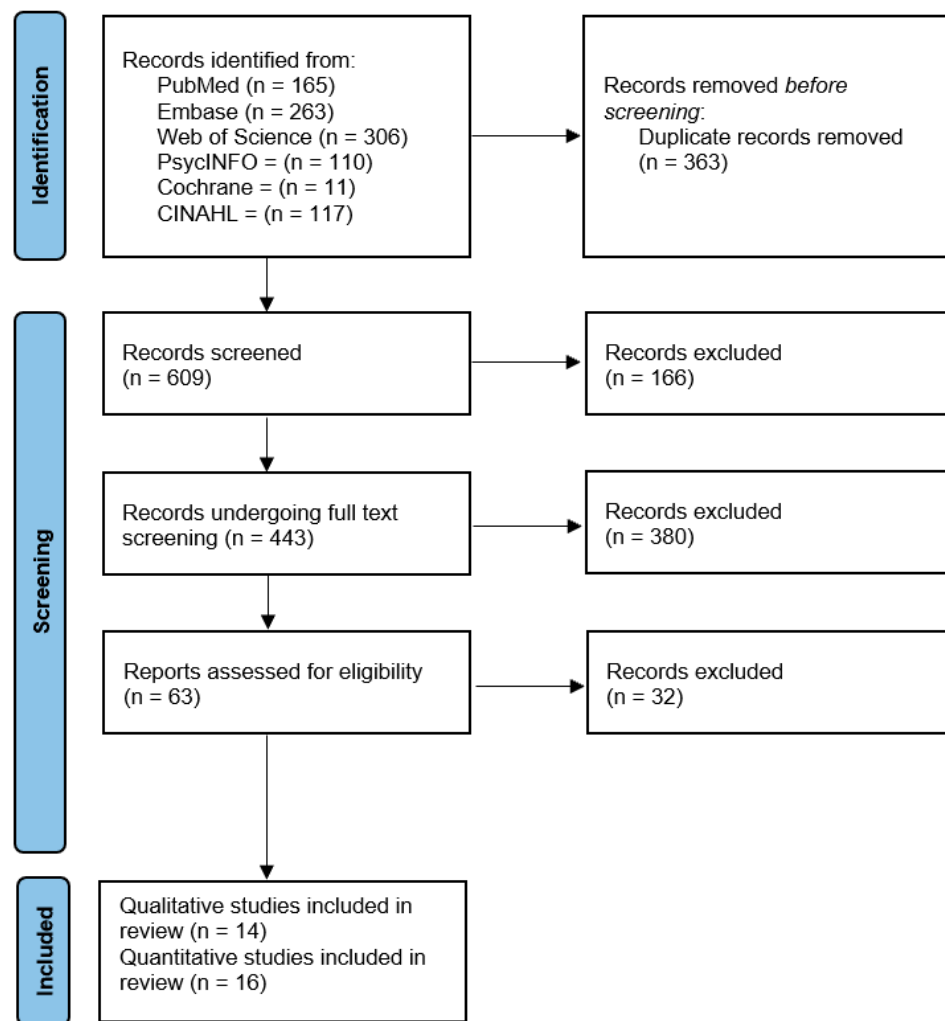 Identification
Records identified from:
PubMed (n = 165)
Embase (n = 263)
Web of Science (n = 306)
PsycINFO = (n = 110)
Cochrane = (n = 11)
CINAHL = (n = 117)
Records removed before
screening:
Duplicate records removed
(n = 363)
Screening
Records screened
(n = 609)
Records excluded
(n = 166)
Records undergoing full text
screening (n = 443)
Records excluded
(n = 380)
Reports assessed for eligibility
(n = 63)
Records excluded
(n = 32)
Included
Qualitative studies included in
review (n = 14)
Quantitative studies included in
review (n = 16)